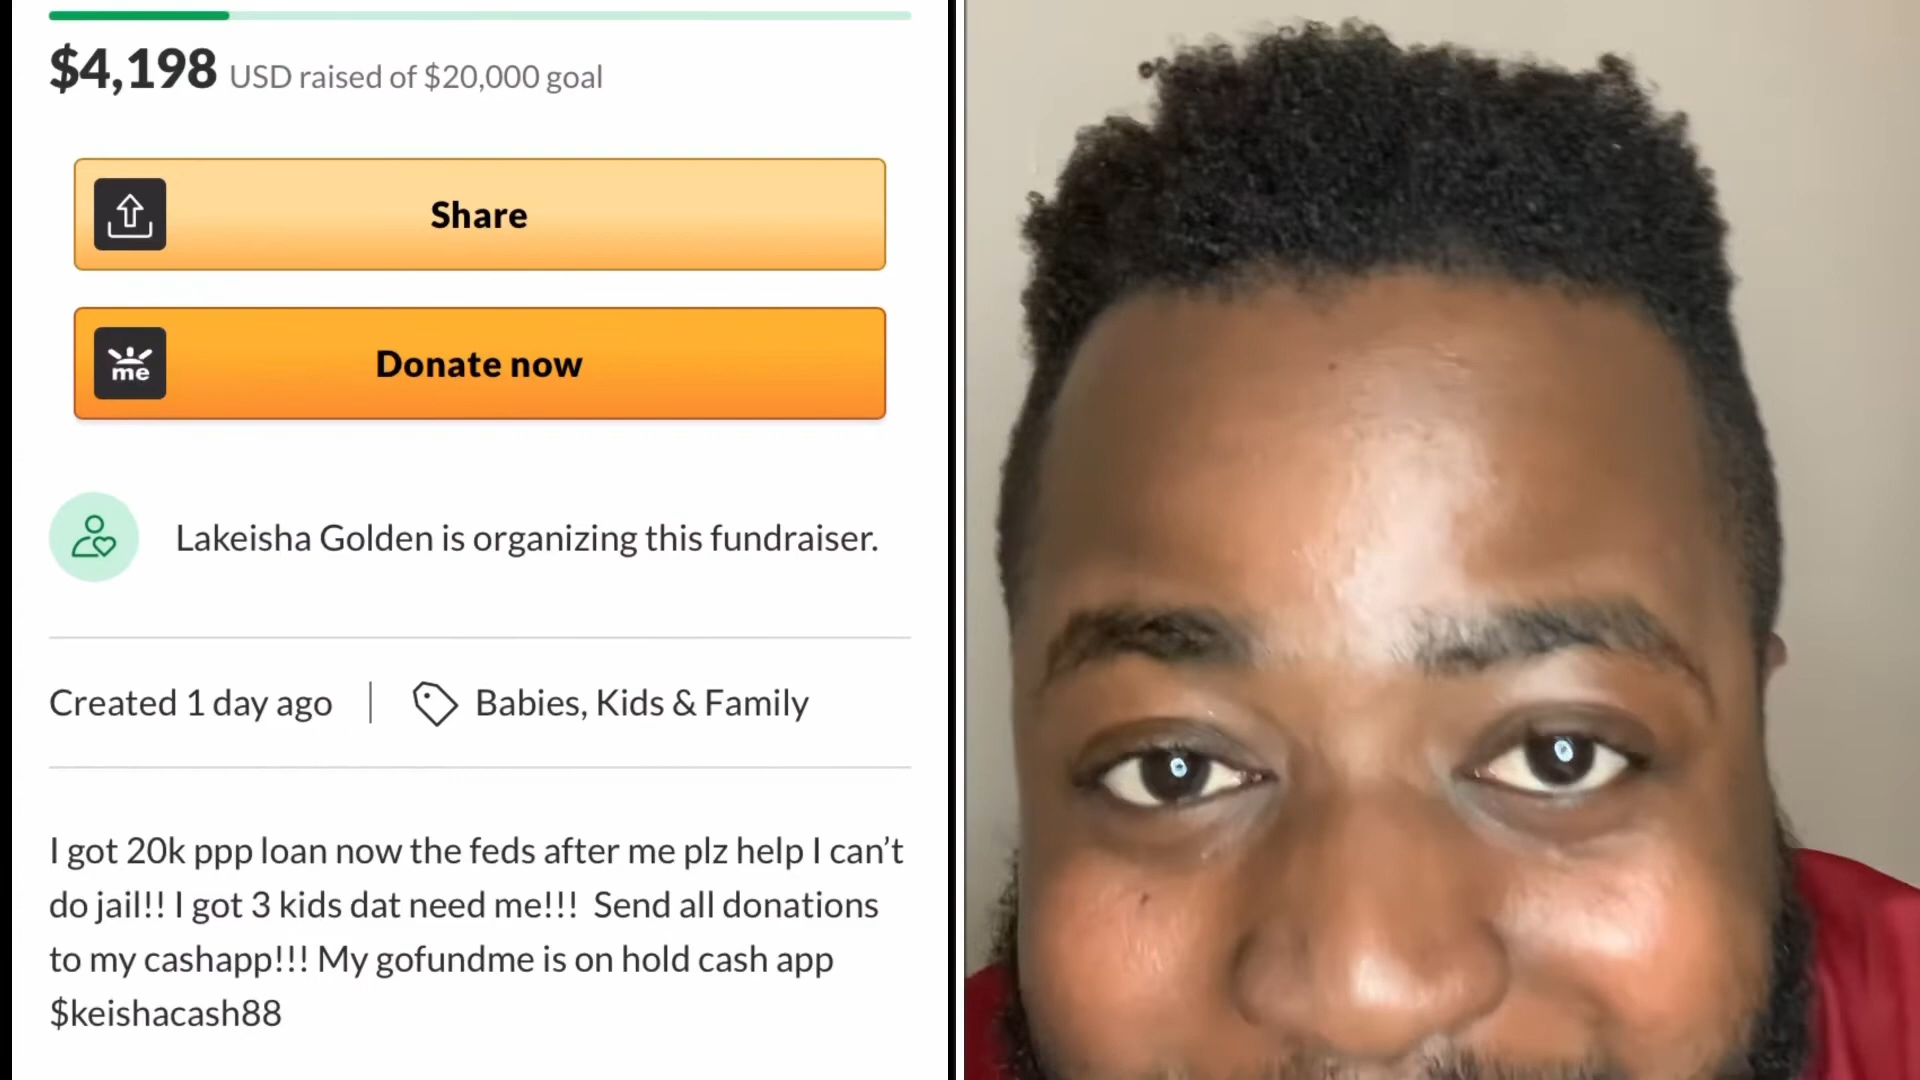 $4,198 USD raised of $20,000 goal
Share
me
Donate now
Lakeisha Golden is organizing this fundraiser.
Created 1 day ago | Babies, Kids & Family
I got 20k ppp loan now the feds after me plz help I can’t
do jail!! I got 3 kids dat need me!!!  Send all donations
to my cashapp!!! My gofundme is on hold cash app
$keishacash88